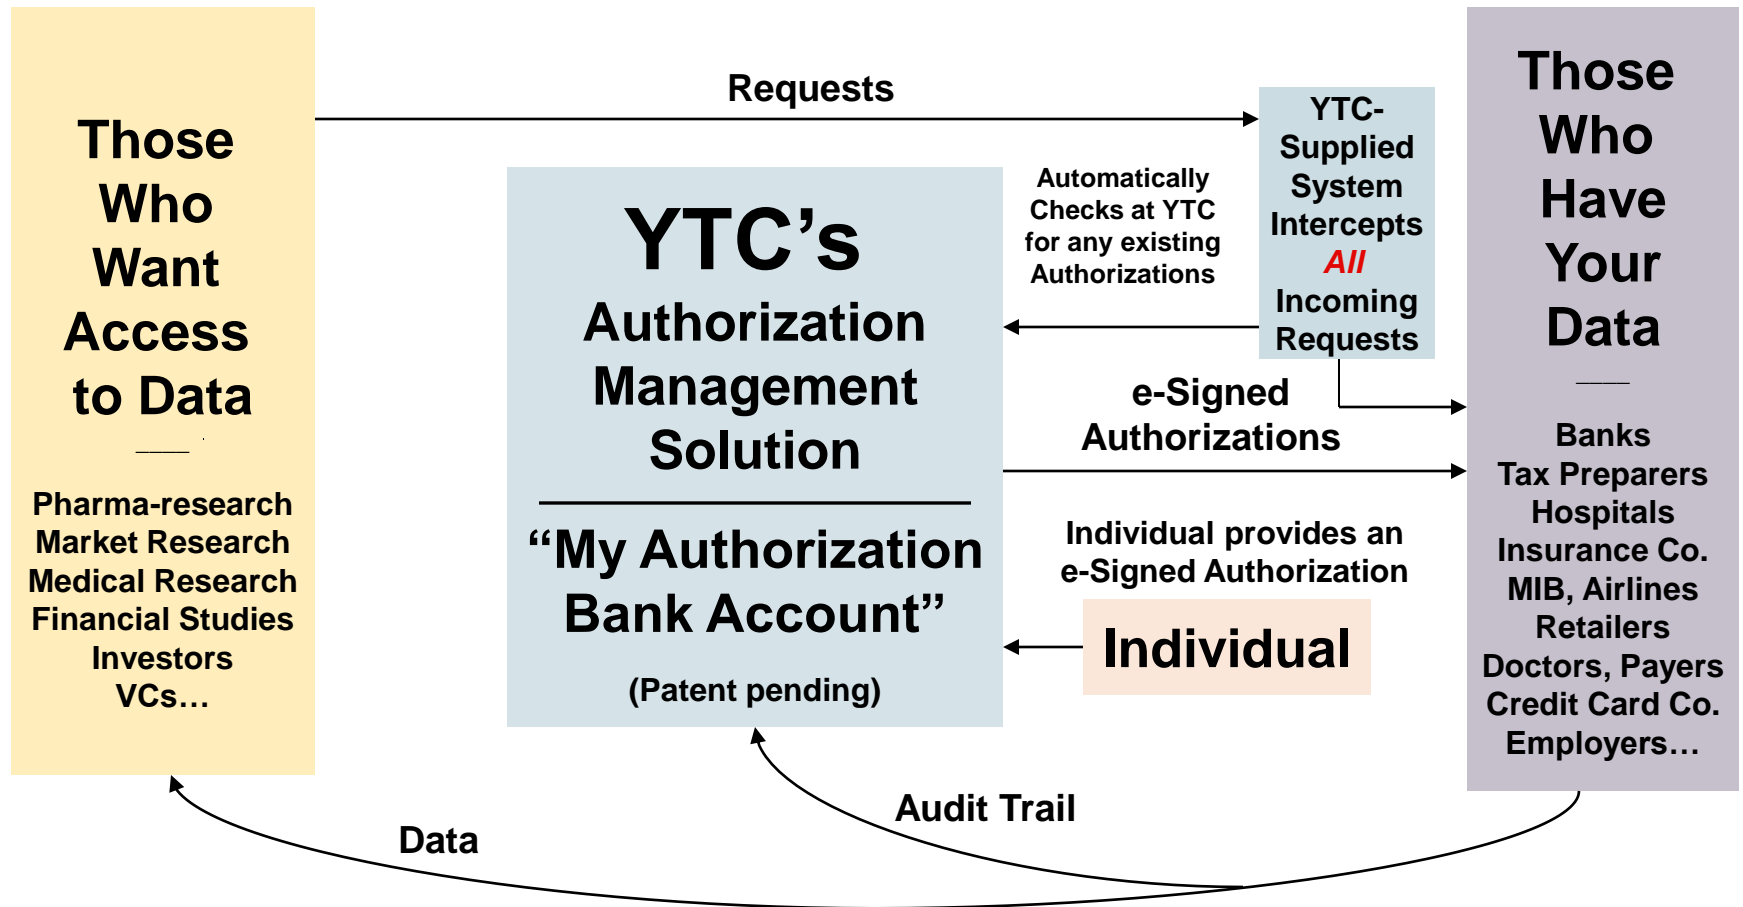 Those
Who
Want
Access
to Data
____
Pharma-research
Market Research
Medical Research
Financial Studies
Investors
VCs…
Requests
YTC’s
Authorization
Management
Solution
“My Authorization
Bank Account”
(Patent pending)
Automatically
Checks at YTC
for any existing
Authorizations
YTC-
Supplied
System
Intercepts
All
Incoming
Requests
e-Signed
Authorizations
Individual provides an
e-Signed Authorization
Individual
Those
Who
Have
Your
Data
____
Banks
Tax Preparers
Hospitals
Insurance Co.
MIB, Airlines
Retailers
Doctors, Payers
Credit Card Co.
Employers…
Audit Trail
Data